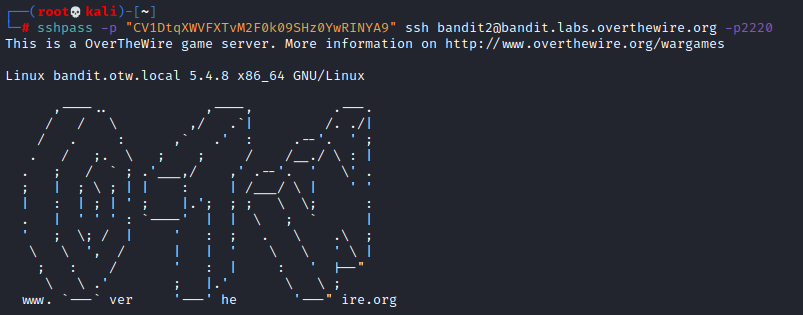 ┌──(root💀kali)-[~]
└─# sshpass -p "CV1DtqXWVFXTvM2F0k09SHz0YwRINYA9" ssh bandit2@bandit.labs.overthewire.org -p2220
This is a OverTheWire game server. More information on http://www.overthewire.org/wargames
Linux bandit.otw.local 5.4.8 x86_64 GNU/Linux
www. ver he ire.org